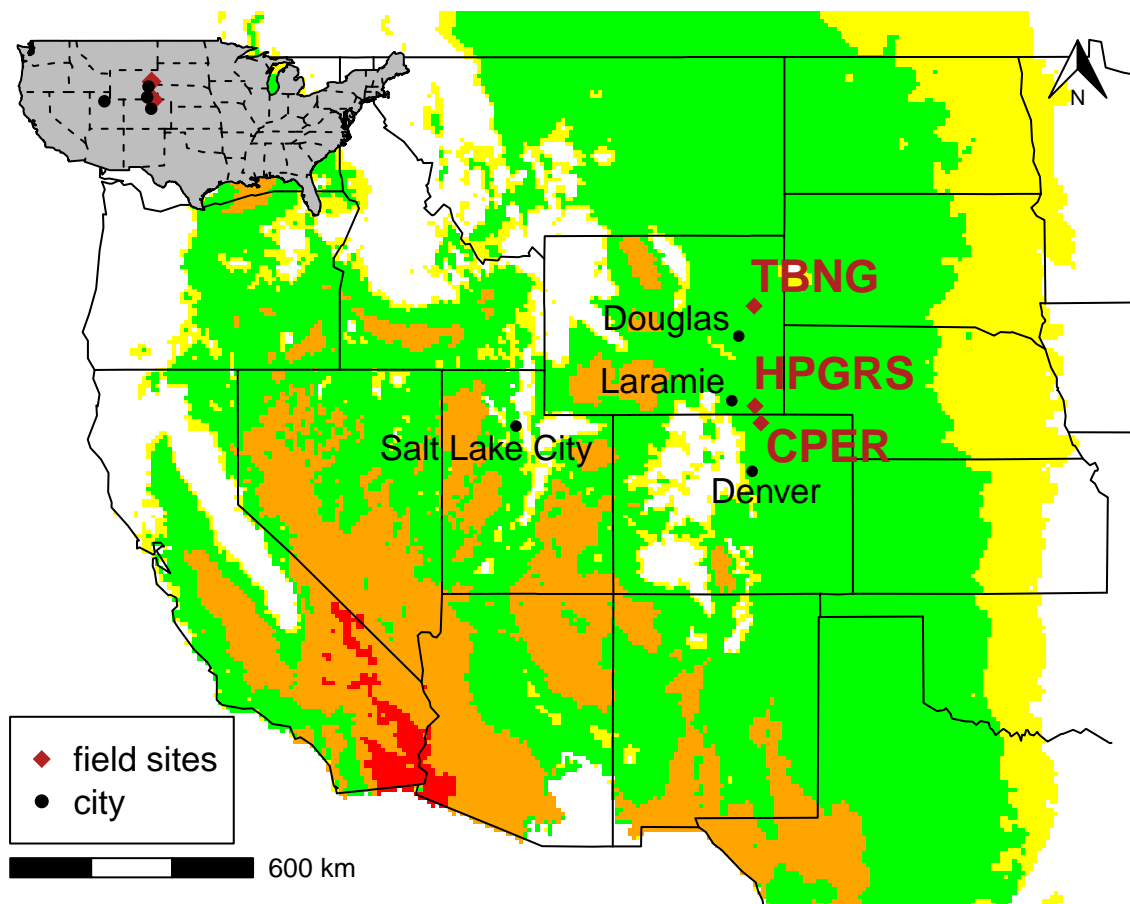 N
TBNG
Douglas
HPGRS
Laramie
CPER
Salt Lake City
Denver
field sites
city
600 km